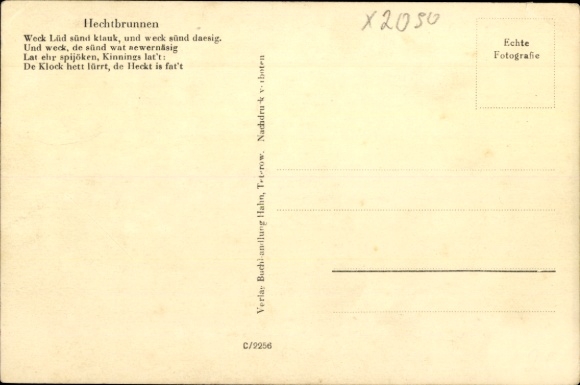 Hechtbrunnen
Weck Lüd sünd klauk, und weck sünd daesig.
Und weck, de sünd wat aewernäsig
Lat ehr spijöken, Kinnings lat't:
De Klock hett lürrt, de Heckt is fat't
X2030
Echte
Fotografie
Verlag Buchhandlung Hahn, Teterow. Nachdruck verboten
C/2256